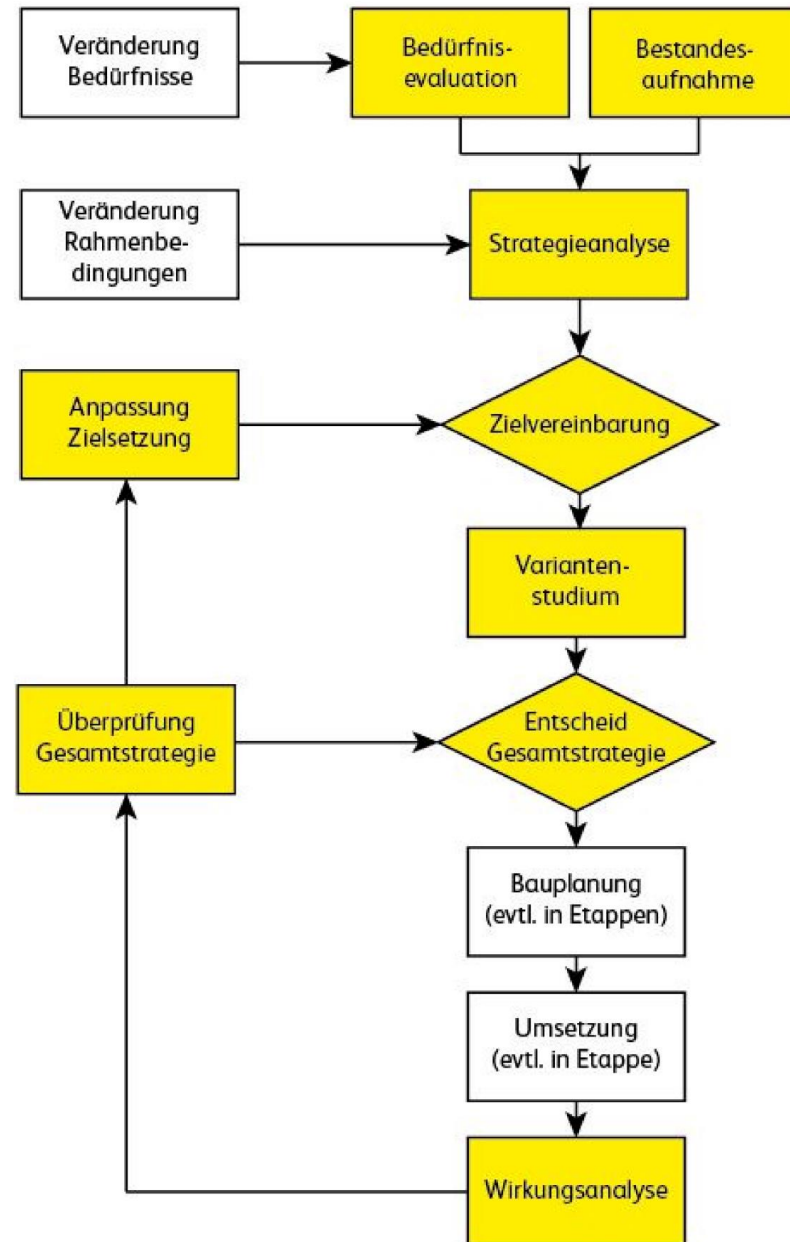 Veränderung
Bedürfnisse
Bedürfnis-
evaluation
Bestandes-
aufnahme
Veränderung
Rahmenbe-
dingungen
Strategieanalyse
Anpassung
Zielsetzung
Zielvereinbarung
Varianten-
studium
Überprüfung
Gesamtstrategie
Entscheid
Gesamtstrategie
Bauplanung
(evtl. in Etappen)
Umsetzung
(evtl. in Etappe)
Wirkungsanalyse